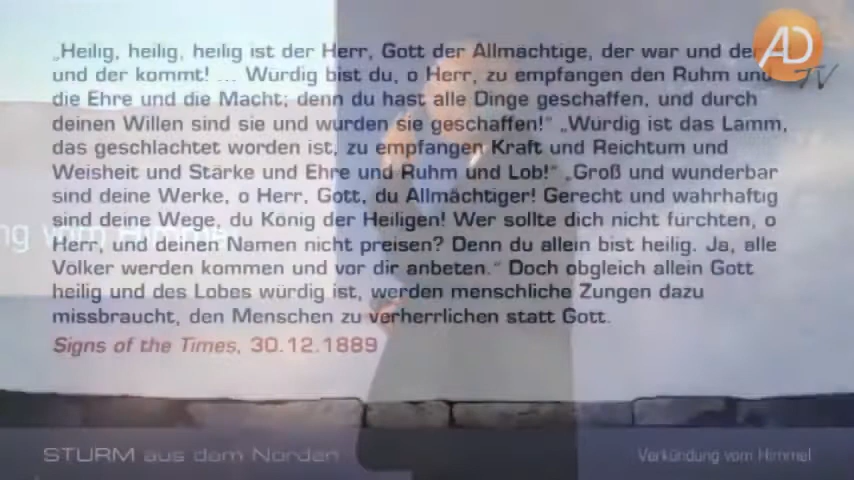 „Heilig, heilig, heilig ist der Herr, Gott der Allmächtige, der war und der
und der kommt! ... Würdig bist du, o Herr, zu empfangen den Ruhm und
die Ehre und die Macht; denn du hast alle Dinge geschaffen, und durch
deinen Willen sind sie und wurden sie geschaffen!“ „Würdig ist das Lamm,
das geschlachtet worden ist, zu empfangen Kraft und Reichtum und
Weisheit und Stärke und Ehre und Ruhm und Lob!“ „Groß und wunderbar
sind deine Werke, o Herr, Gott, du Allmächtiger! Gerecht und wahrhaftig
sind deine Wege, du König der Heiligen! Wer sollte dich nicht fürchten, o
Herr, und deinen Namen nicht preisen? Denn du allein bist heilig. Ja, alle
Völker werden kommen und vor dir anbeten.“ Doch obgleich allein Gott
heilig und des Lobes würdig ist, werden menschliche Zungen dazu
missbraucht, den Menschen zu verherrlichen statt Gott.
Signs of the Times, 30.12.1889
STURM aus dem Norden
Verkündung vom Himmel
AD
TV